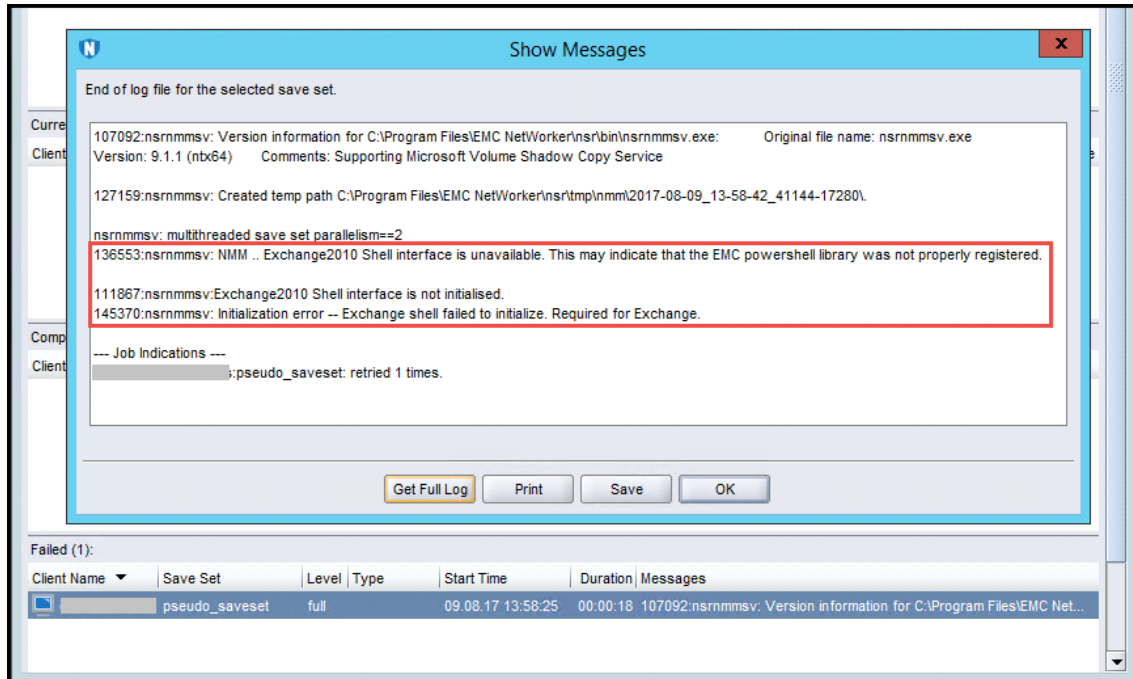 N
Show Messages
x
End of log file for the selected save set.
107092:nsrnmmsv: Version information for C:\Program Files\EMC NetWorker\nsr\bin\nsrnmmsv.exe: Original file name: nsrnmmsv.exe
Version: 9.1.1 (ntx64) Comments: Supporting Microsoft Volume Shadow Copy Service
127159:nsrnmmsv: Created temp path C:\Program Files\EMC NetWorker\nsr\tmp\nmm\2017-08-09_13-58-42_41144-17280\.
nsrnmmsv: multithreaded save set parallelism==2
136553:nsrnmmsv: NMM .. Exchange2010 Shell interface is unavailable. This may indicate that the EMC powershell library was not properly registered.
111867:nsrnmmsv:Exchange2010 Shell interface is not initialised.
145370:nsrnmmsv: Initialization error -- Exchange shell failed to initialize. Required for Exchange.
--- Job Indications ---
:pseudo_saveset: retried 1 times.
Get Full Log Print Save OK
Curre
Client
Comp
Client
Failed (1):
Client Name Save Set Level Type Start Time Duration Messages
pseudo_saveset full 09.08.17 13:58:25 00:00:18 107092:nsrnmmsv: Version information for C:\Program Files\EMC Net...